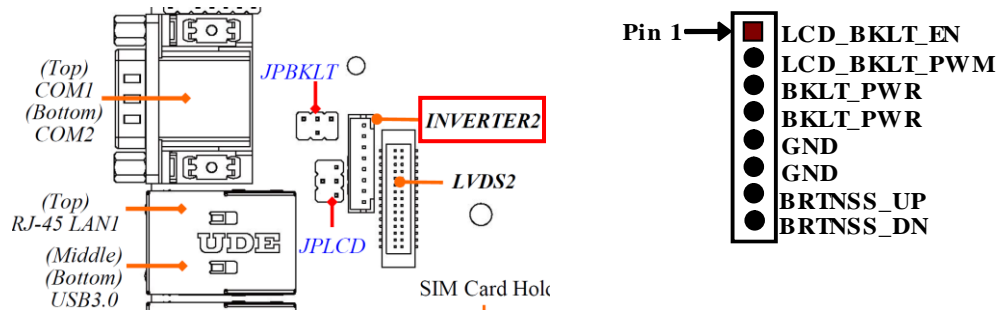 (Top)
COM1
(Bottom)
COM2
JPBKLT
INVERTER2
LVDS2
(Top)
RJ-45 LAN1
UDE
JPLCD
(Middle)
(Bottom)
USB3.0
SIM Card Hol
Pin 1
LCD_BKLT_EN
LCD_BKLT_PWM
BKLT_PWR
BKLT_PWR
GND
GND
BRTNSS_UP
BRTNSS_DN